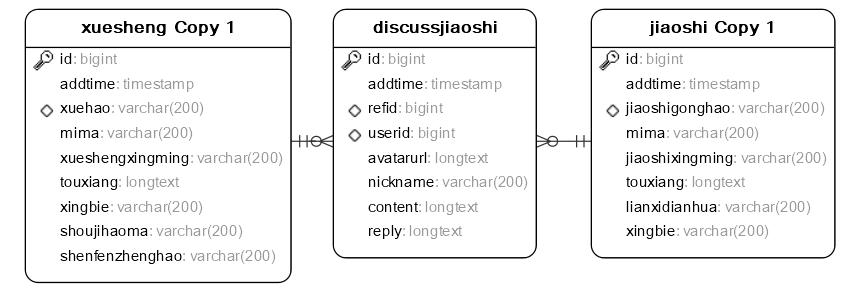 xuesheng Copy 1
id: bigint
addtime: timestamp
xuehao: varchar(200)
mima: varchar(200)
xueshengxingming: varchar(200)
touxiang: longtext
xingbie: varchar(200)
shoujihaoma: varchar(200)
shenfenzhenghao: varchar(200)
discussjiaoshi
id: bigint
addtime: timestamp
refid: bigint
userid: bigint
avatarurl: longtext
nickname: varchar(200)
content: longtext
reply: longtext
jiaoshi Copy 1
id: bigint
addtime: timestamp
jiaoshigonghao: varchar(200)
mima: varchar(200)
jiaoshixingming: varchar(200)
touxiang: longtext
lianxidianhua: varchar(200)
xingbie: varchar(200)